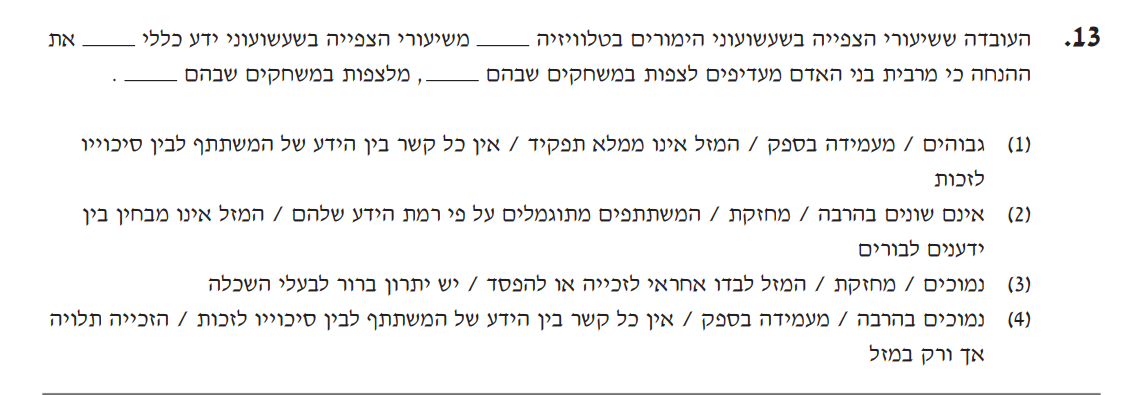 13. העובדה ששיעורי הצפייה בשעשועוני הימורים בטלוויזיה _____ משיעורי הצפייה בשעשועוני ידע כללי _____ את
ההנחה כי מרבית בני האדם מעדיפים לצפות במשחקים שבהם _____, מלצפות במשחקים שבהם _____ .
(1) גבוהים / מעמידה בספק / המזל אינו ממלא תפקיד / אין כל קשר בין הידע של המשתתף לבין סיכוייו
לזכות
(2) אינם שונים בהרבה / מחזקת / המשתתפים מתוגמלים על פי רמת הידע שלהם / המזל אינו מבחין בין
ידענים לבורים
(3) נמוכים / מחזקת / המזל לבדו אחראי לזכייה או להפסד / יש יתרון ברור לבעלי השכלה
(4) נמוכים בהרבה / מעמידה בספק / אין כל קשר בין הידע של המשתתף לבין סיכוייו לזכות / הזכייה תלויה
אך ורק במזל